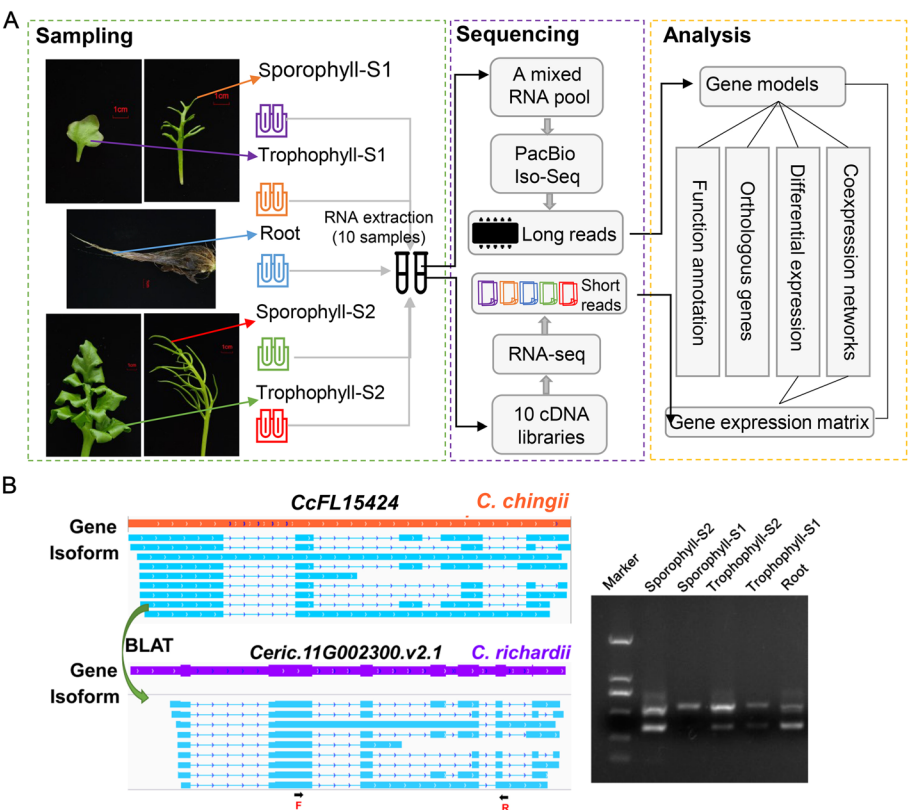 A
Sampling
Sequencing
Analysis
Sporophyll-S1
1cm
1cm
Trophophyll-S1
Root
RNA extraction
(10 samples)
Sporophyll-S2
1cm
Trophophyll-S2
A mixed
RNA pool
PacBio
Iso-Seq
Long reads
Short
reads
RNA-seq
10 cDNA
libraries
Gene models
Function annotation
Orthologous genes
Differential expression
Coexpression networks
Gene expression matrix
B
CcFL15424
C. chingii
Gene
Isoform
BLAT
Ceric.11G002300.v2.1
C. richardii
Gene
Isoform
F
R
Marker
Sporophyll-S2
Sporophyll-S1
Trophophyll-S2
Trophophyll-S1
Root